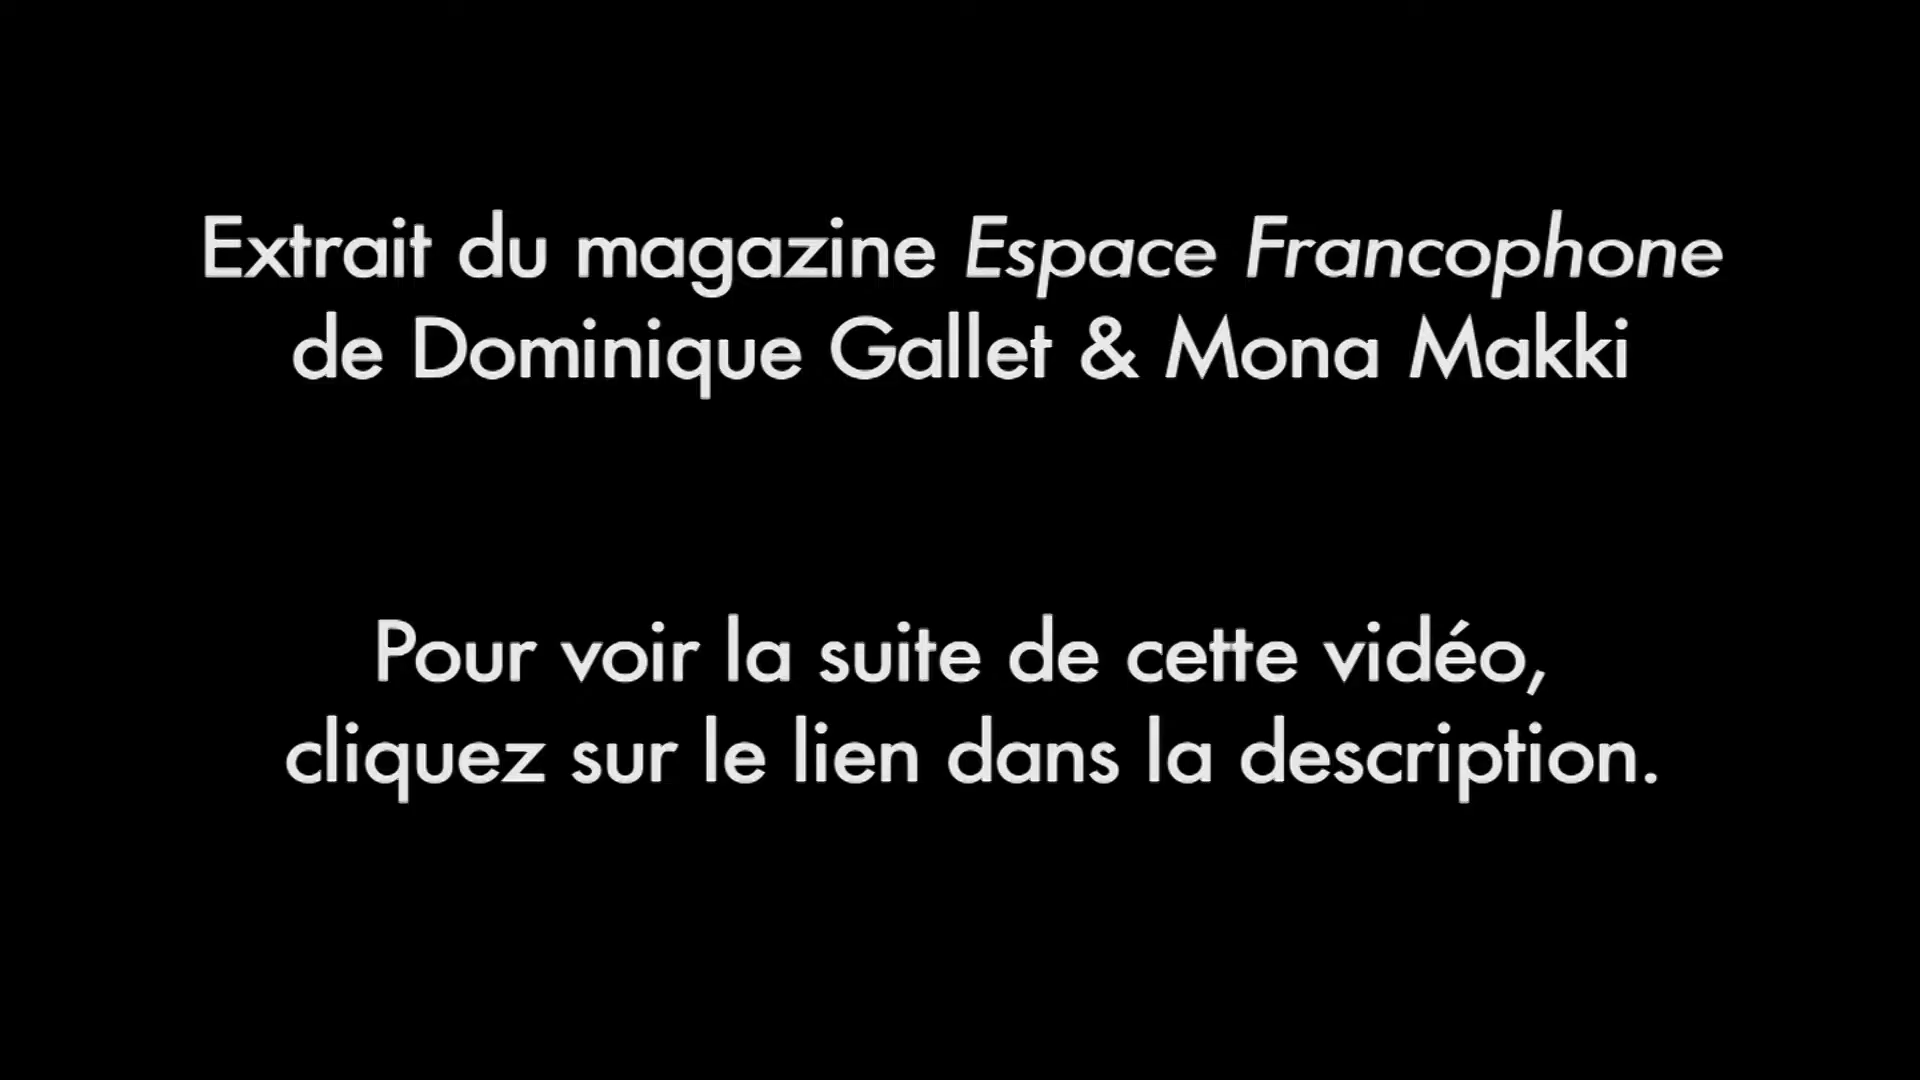 Extrait du magazine Espace Francophone
de Dominique Gallet & Mona Makki
Pour voir la suite de cette vidéo,
cliquez sur le lien dans la description.